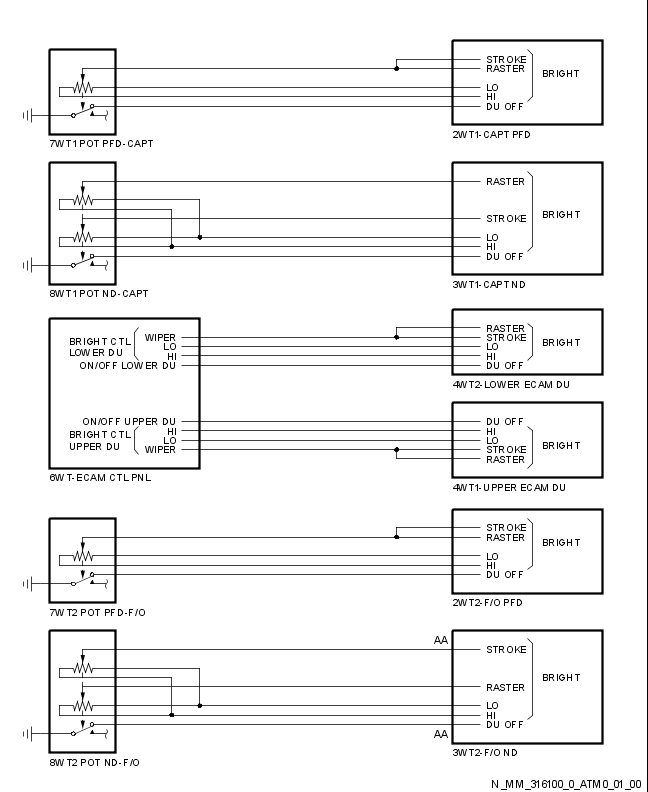 STROKE
RASTER
BRIGHT
LO
HI
DU OFF
7WT1 POT PFD-CAPT
2WT1-CAPT PFD
RASTER
STROKE
BRIGHT
LO
HI
DU OFF
8WT1 POT ND-CAPT
3WT1-CAPT ND
BRIGHT CTL
LOWER DU
WIPER
LO
HI
ON/OFF LOWER DU
RASTER
STROKE
LO
HI
DU OFF
BRIGHT
4WT2-LOWER ECAM DU
ON/OFF UPPER DU
HI
LO
WIPER
BRIGHT CTL
UPPER DU
DU OFF
HI
LO
STROKE
RASTER
BRIGHT
6WT-ECAM CTL PNL
4WT1-UPPER ECAM DU
STROKE
RASTER
BRIGHT
LO
HI
DU OFF
7WT2 POT PFD-F/O
2WT2-F/O PFD
AA
STROKE
BRIGHT
RASTER
LO
HI
DU OFF
AA
8WT2 POT ND-F/O
3WT2-F/O ND
N_MM_316100_0_ATM0_01_00